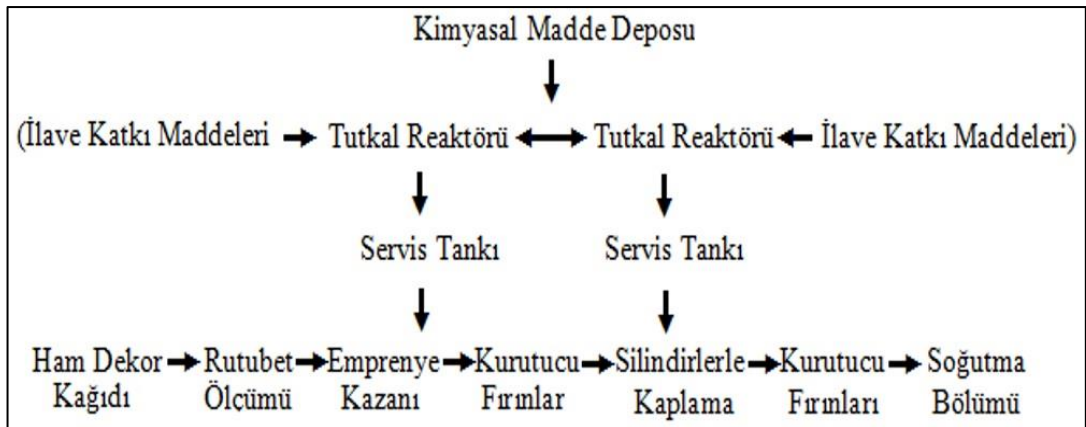 Kimyasal Madde Deposu
(İlave Katkı Maddeleri Tutkal Reaktörü Tutkal Reaktörü İlave Katkı Maddeleri)
Servis Tankı Servis Tankı
Ham Dekor Rutubet Emprenye Kurutucu Silindirlerle Kurutucu Soğutma
Kağıdı Ölçümü Kazanı Fırınlar Kaplama Fırınları Bölümü